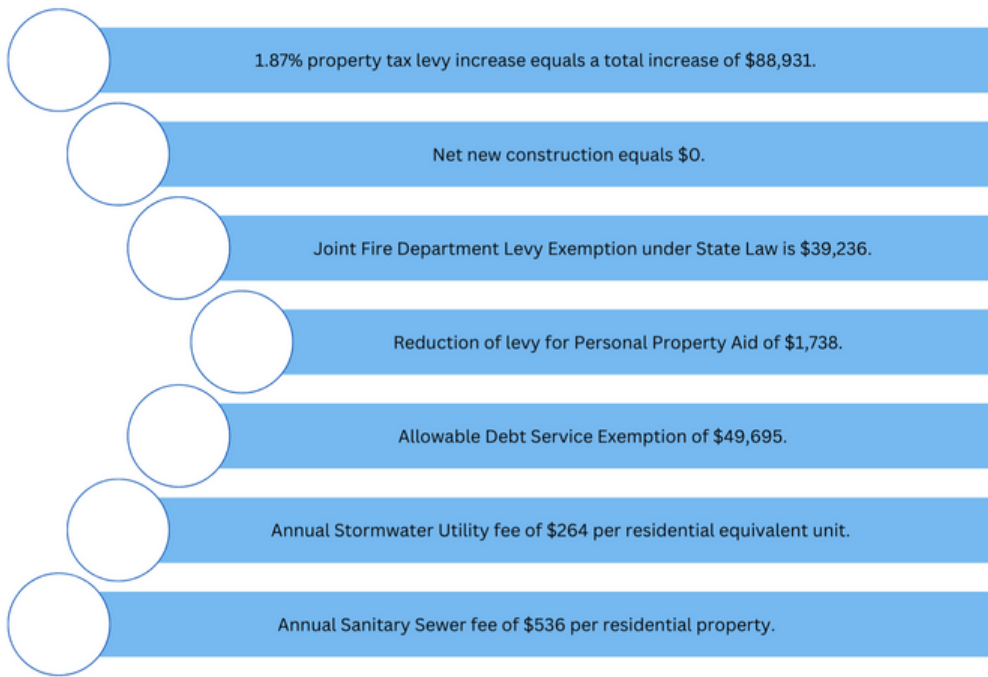 1.87% property tax levy increase equals a total increase of $88,931.
Net new construction equals $0.
Joint Fire Department Levy Exemption under State Law is $39,236.
Reduction of levy for Personal Property Aid of $1,738.
Allowable Debt Service Exemption of $49,695.
Annual Stormwater Utility fee of $264 per residential equivalent unit.
Annual Sanitary Sewer fee of $536 per residential property.